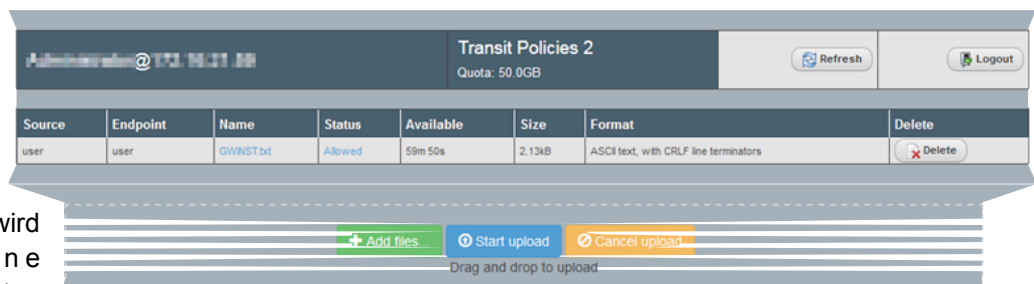 Transit Policies 2
Quota: 50.0GB
Refresh
Logout
Source Endpoint Name Status Available Size Format Delete
user user GWINST.txt Allowed 59m 50s 2.13kB ASCII text, with CRLF line terminators Delete
wird
n e
Add files...
Start upload
Cancel upload
Drag and drop to upload